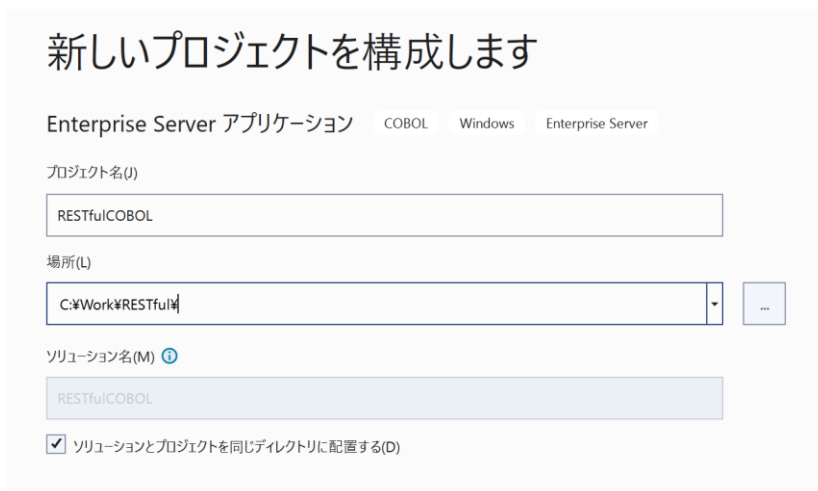 新しいプロジェクトを構成します
Enterprise Server アプリケーション COBOL Windows Enterprise Server
プロジェクト名(J)
RESTfulCOBOL
場所(L)
C:¥Work¥RESTful¥
...
ソリューション名(M)
RESTfulCOBOL
ソリューションとプロジェクトを同じディレクトリに配置する(D)